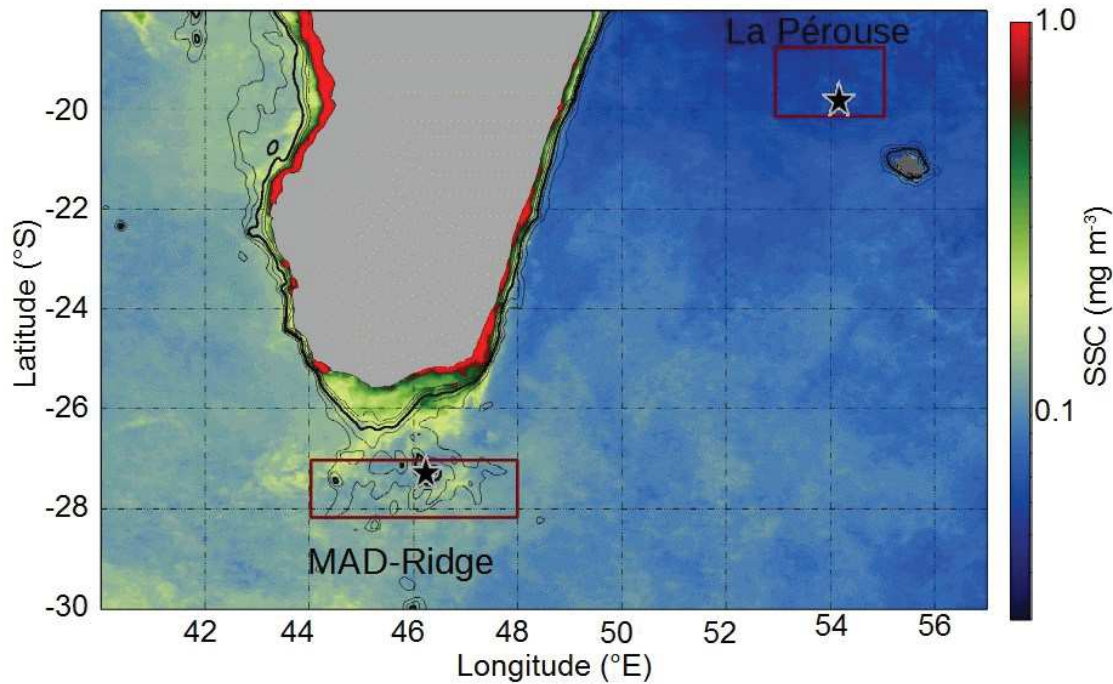 La Pérouse
1.0
-20
-22
-24
-26
-28
-30
Latitude (°S)
SSC (mg m⁻³)
0.1
MAD-Ridge
42 44 46 48 50 52 54 56
Longitude (°E)